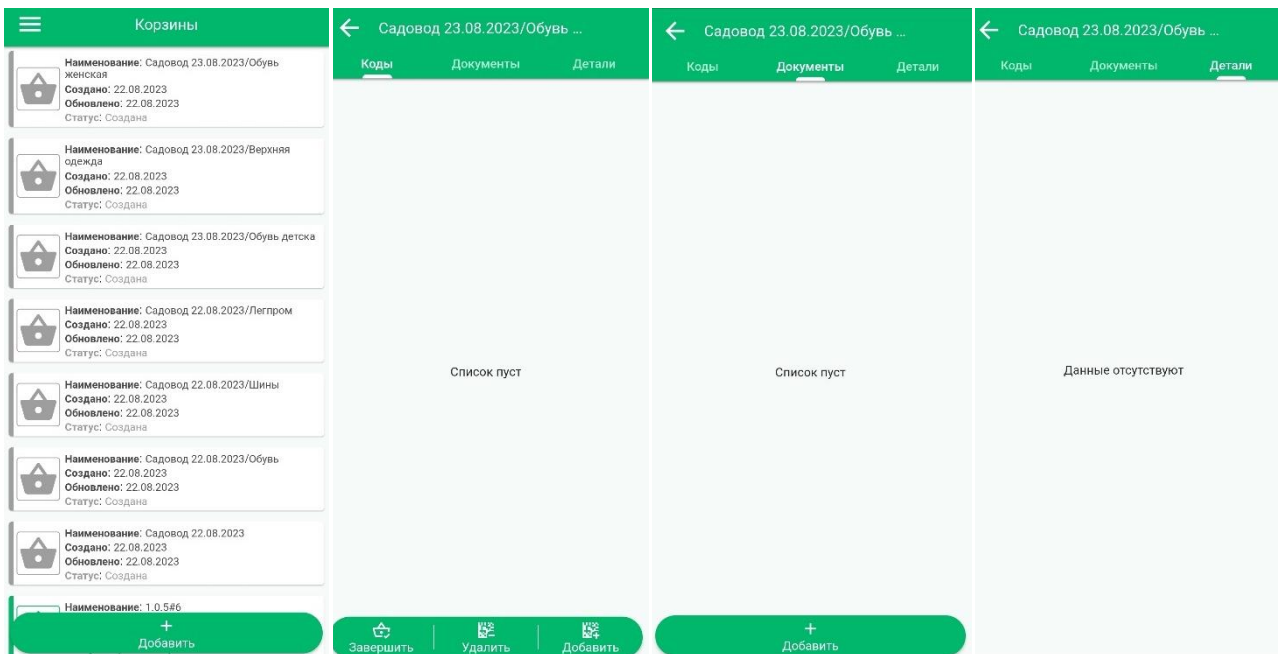 Корзины
Наименование: Садовод 23.08.2023/Обувь
женская
Создано: 22.08.2023
Обновлено: 22.08.2023
Статус: Создана
Наименование: Садовод 23.08.2023/Верхняя
одежда
Создано: 22.08.2023
Обновлено: 22.08.2023
Статус: Создана
Наименование: Садовод 23.08.2023/Обувь детска
Создано: 22.08.2023
Обновлено: 22.08.2023
Статус: Создана
Наименование: Садовод 22.08.2023/Легпром
Создано: 22.08.2023
Обновлено: 22.08.2023
Статус: Создана
Наименование: Садовод 22.08.2023/Шины
Создано: 22.08.2023
Обновлено: 22.08.2023
Статус: Создана
Наименование: Садовод 22.08.2023/Обувь
Создано: 22.08.2023
Обновлено: 22.08.2023
Статус: Создана
Наименование: Садовод 22.08.2023
Создано: 22.08.2023
Обновлено: 22.08.2023
Статус: Создана
Наименование: 1.0.5#6
Добавить
Садовод 23.08.2023/Обувь ...
Коды Документы Детали
Список пуст
Завершить Удалить Добавить
Садовод 23.08.2023/Обувь ...
Коды Документы Детали
Список пуст
Добавить
Садовод 23.08.2023/Обувь ...
Коды Документы Детали
Данные отсутствуют